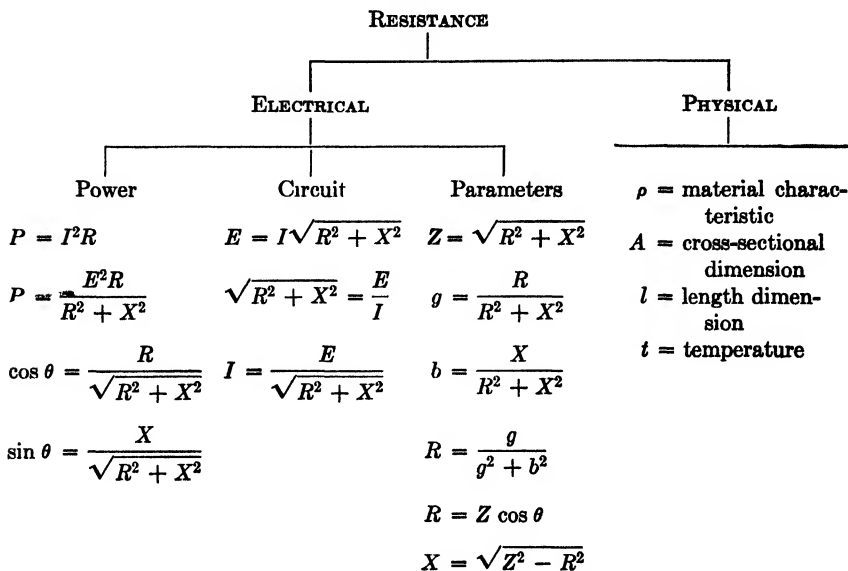 RESISTANCE
ELECTRICAL
PHYSICAL
Power
P = I²R
P = E²R / (R² + X²)
cos θ = R / √(R² + X²)
sin θ = X / √(R² + X²)
Circuit
E = I√(R² + X²)
√(R² + X²) = E / I
I = E / √(R² + X²)
Parameters
Z = √(R² + X²)
g = R / (R² + X²)
b = X / (R² + X²)
R = g / (g² + b²)
R = Z cos θ
X = √(Z² − R²)
ρ = material charac-
teristic
A = cross-sectional
dimension
l = length dimen-
sion
t = temperature